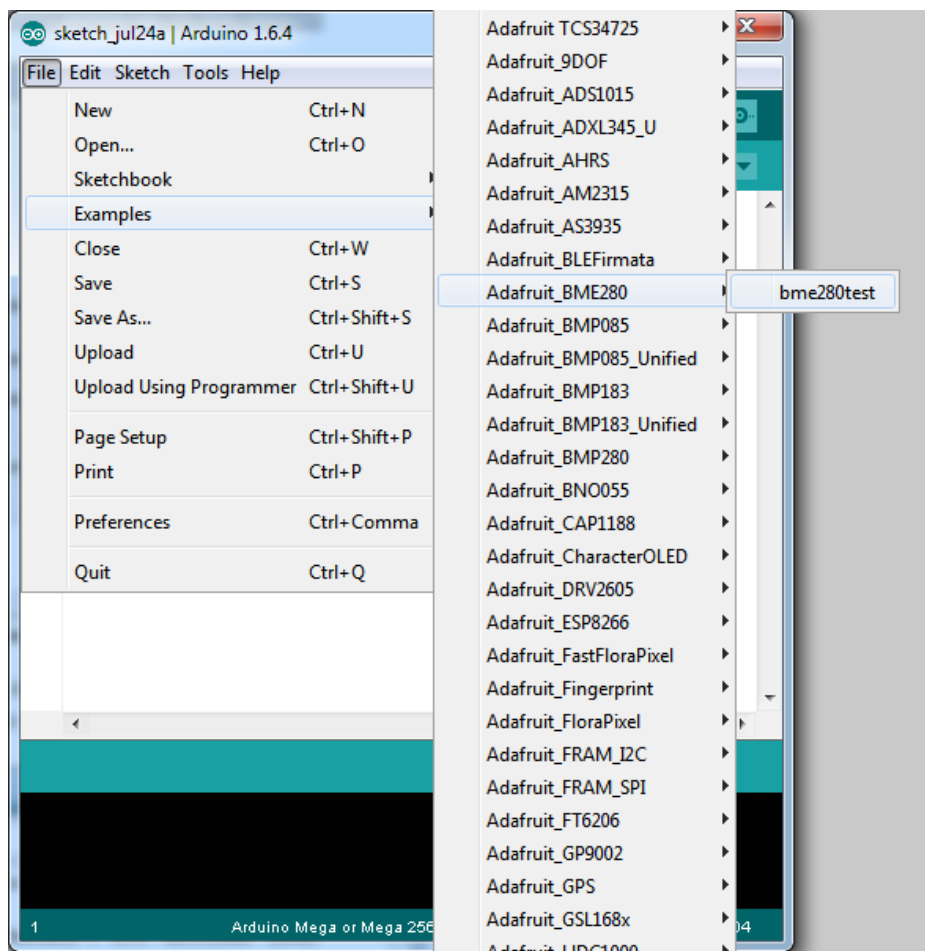 sketch_jul24a | Arduino 1.6.4
File Edit Sketch Tools Help
New Ctrl+N
Open... Ctrl+O
Sketchbook
Examples
Close Ctrl+W
Save Ctrl+S
Save As... Ctrl+Shift+S
Upload Ctrl+U
Upload Using Programmer Ctrl+Shift+U
Page Setup Ctrl+Shift+P
Print Ctrl+P
Preferences Ctrl+Comma
Quit Ctrl+Q
Adafruit TCS34725
Adafruit_9DOF
Adafruit_ADS1015
Adafruit_ADXL345_U
Adafruit_AHRS
Adafruit_AM2315
Adafruit_AS3935
Adafruit_BLEFirmata
Adafruit_BME280
Adafruit_BMP085
Adafruit_BMP085_Unified
Adafruit_BMP183
Adafruit_BMP183_Unified
Adafruit_BMP280
Adafruit_BNO055
Adafruit_CAP1188
Adafruit_CharacterOLED
Adafruit_DRV2605
Adafruit_ESP8266
Adafruit_FastFloraPixel
Adafruit_Fingerprint
Adafruit_FloraPixel
Adafruit_FRAM_I2C
Adafruit_FRAM_SPI
Adafruit_FT6206
Adafruit_GP9002
Adafruit_GPS
Adafruit_GSL168x
bme280test
1 Arduino Mega or Mega 256